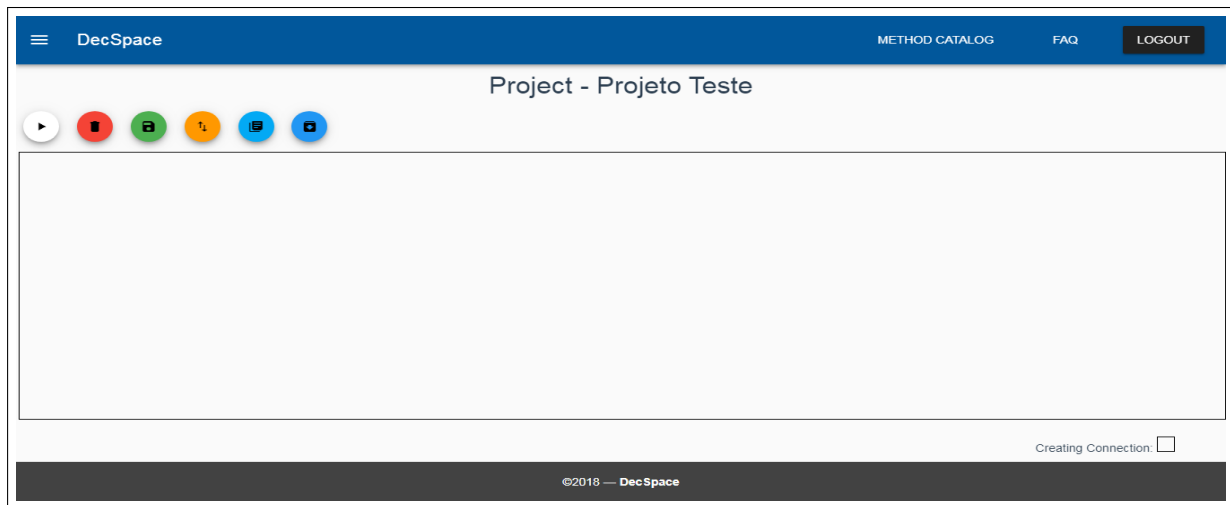 DecSpace METHOD CATALOG FAQ LOGOUT
Project - Projeto Teste
Creating Connection:
©2018 — DecSpace